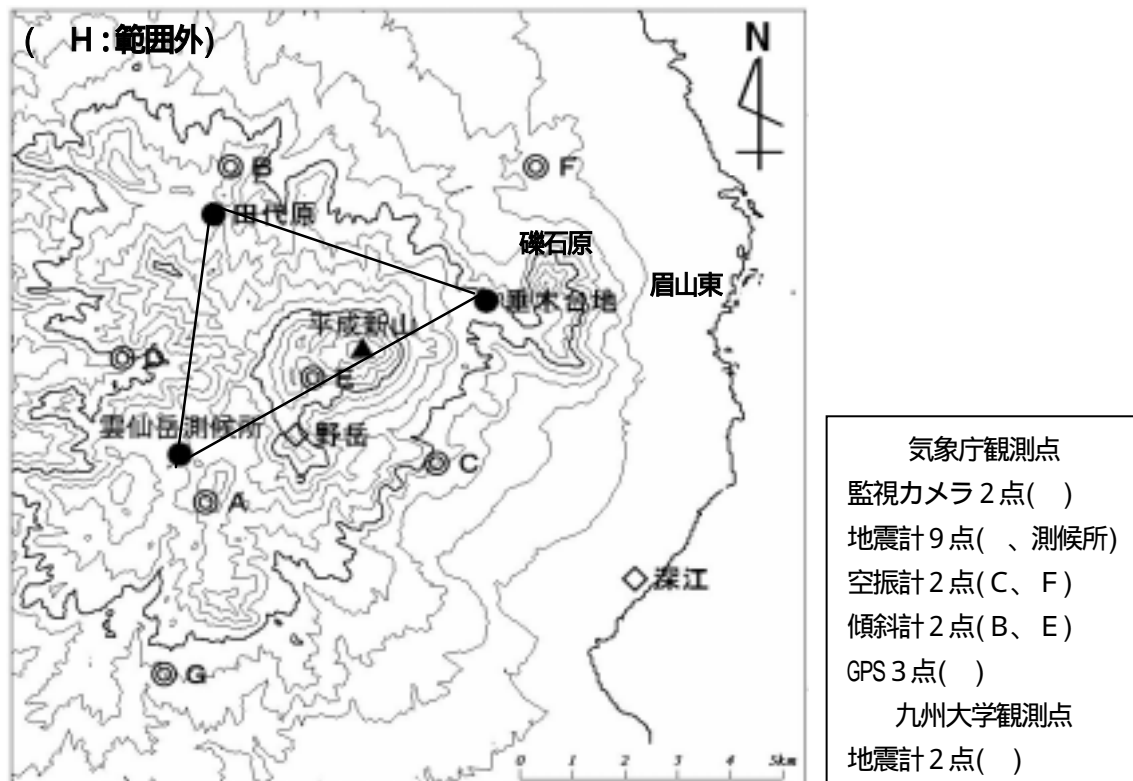 ( H:範囲外)
N
B
F
田代原
礫石原
眉山東
垂木台地
平成新山
D
E
雲仙岳測候所
野岳
C
A
深江
G
0 1 2 3 4 5km
気象庁観測点
監視カメラ2点( )
地震計9点( 、測候所)
空振計2点(C、F)
傾斜計2点(B、E)
GPS3点( )
九州大学観測点
地震計2点( )